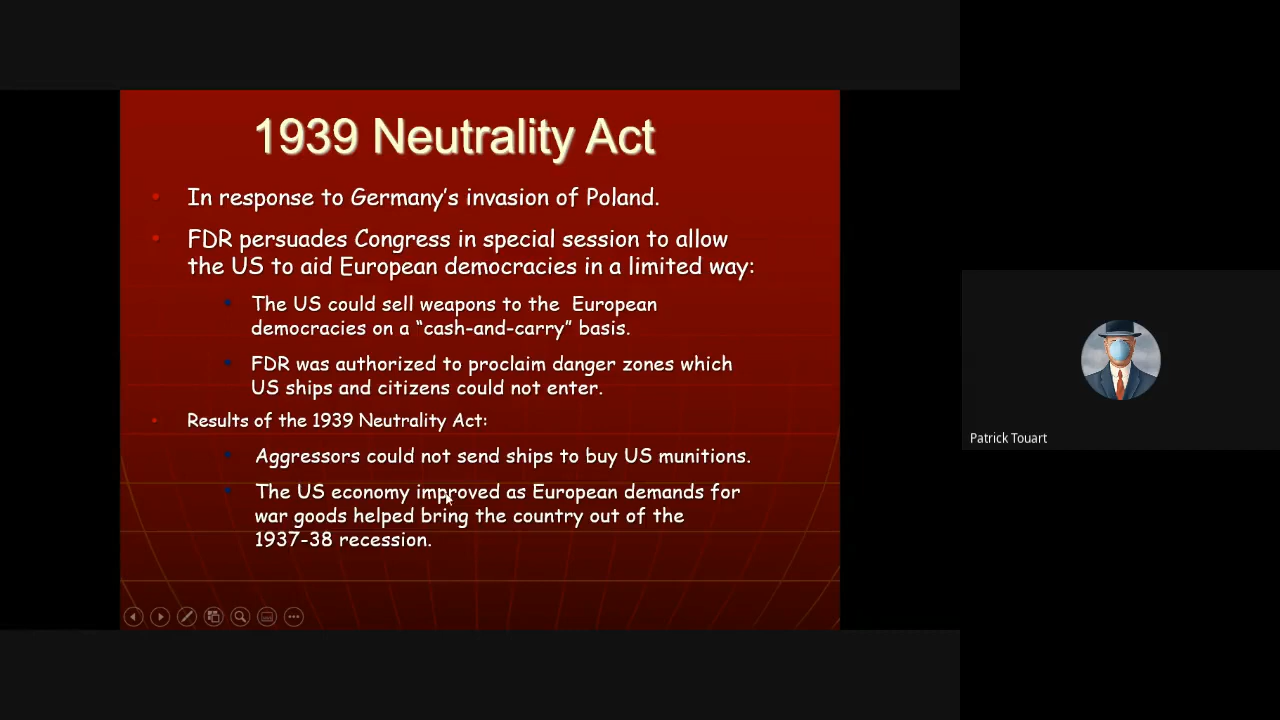 1939 Neutrality Act
• In response to Germany's invasion of Poland.
• FDR persuades Congress in special session to allow
the US to aid European democracies in a limited way:
• The US could sell weapons to the  European
democracies on a “cash-and-carry” basis.
• FDR was authorized to proclaim danger zones which
US ships and citizens could not enter.
• Results of the 1939 Neutrality Act:
• Aggressors could not send ships to buy US munitions.
• The US economy improved as European demands for
war goods helped bring the country out of the
1937-38 recession.
Patrick Touart